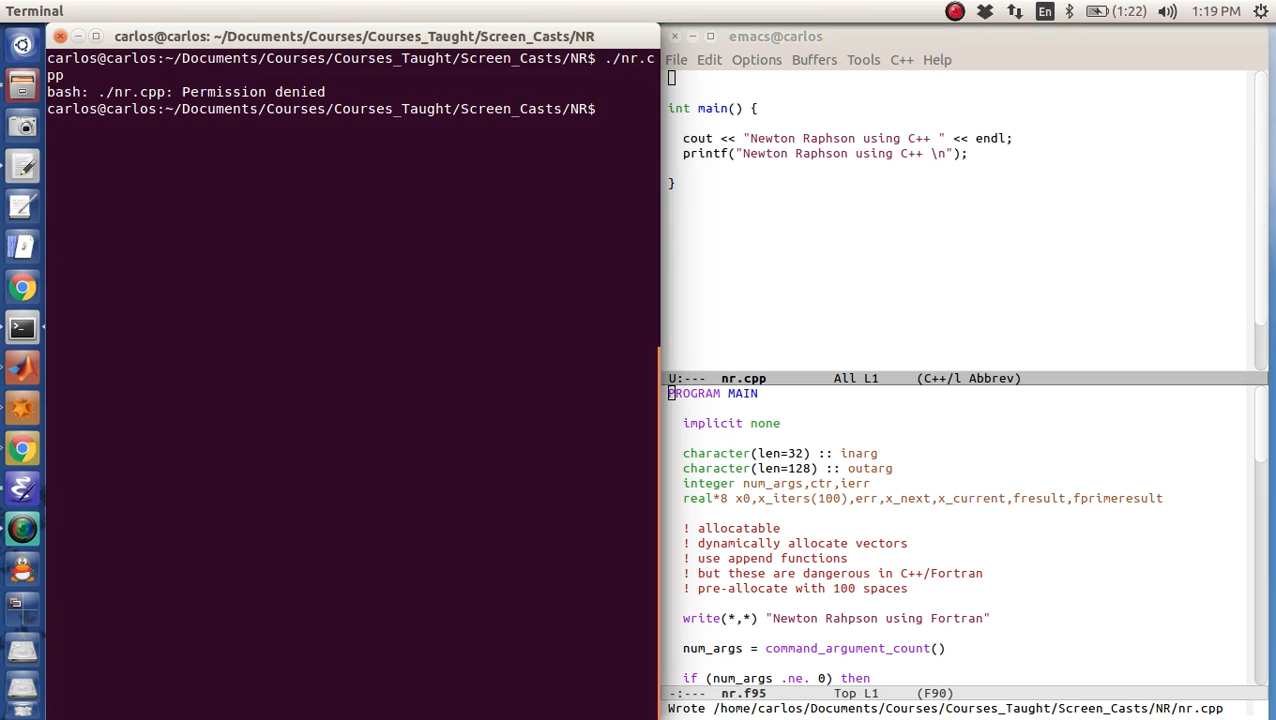 Terminal
En
(1:22)
1:19 PM
carlos@carlos: ~/Documents/Courses/Courses_Taught/Screen_Casts/NR
carlos@carlos:~/Documents/Courses/Courses_Taught/Screen_Casts/NR$ ./nr.c
pp
bash: ./nr.cpp: Permission denied
carlos@carlos:~/Documents/Courses/Courses_Taught/Screen_Casts/NR$
emacs@carlos
File Edit Options Buffers Tools C++ Help
int main() {
cout << "Newton Raphson using C++ " << endl;
printf("Newton Raphson using C++ \n");
}
U:--- nr.cpp All L1 (C++/l Abbrev)
PROGRAM MAIN
implicit none
character(len=32) :: inarg
character(len=128) :: outarg
integer num_args,ctr,ierr
real*8 x0,x_iters(100),err,x_next,x_current,fresult,fprimeresult
! allocatable
! dynamically allocate vectors
! use append functions
! but these are dangerous in C++/Fortran
! pre-allocate with 100 spaces
write(*,*) "Newton Rahpson using Fortran"
num_args = command_argument_count()
if (num_args .ne. 0) then
-:--- nr.f95 Top L1 (F90)
Wrote /home/carlos/Documents/Courses/Courses_Taught/Screen_Casts/NR/nr.cpp